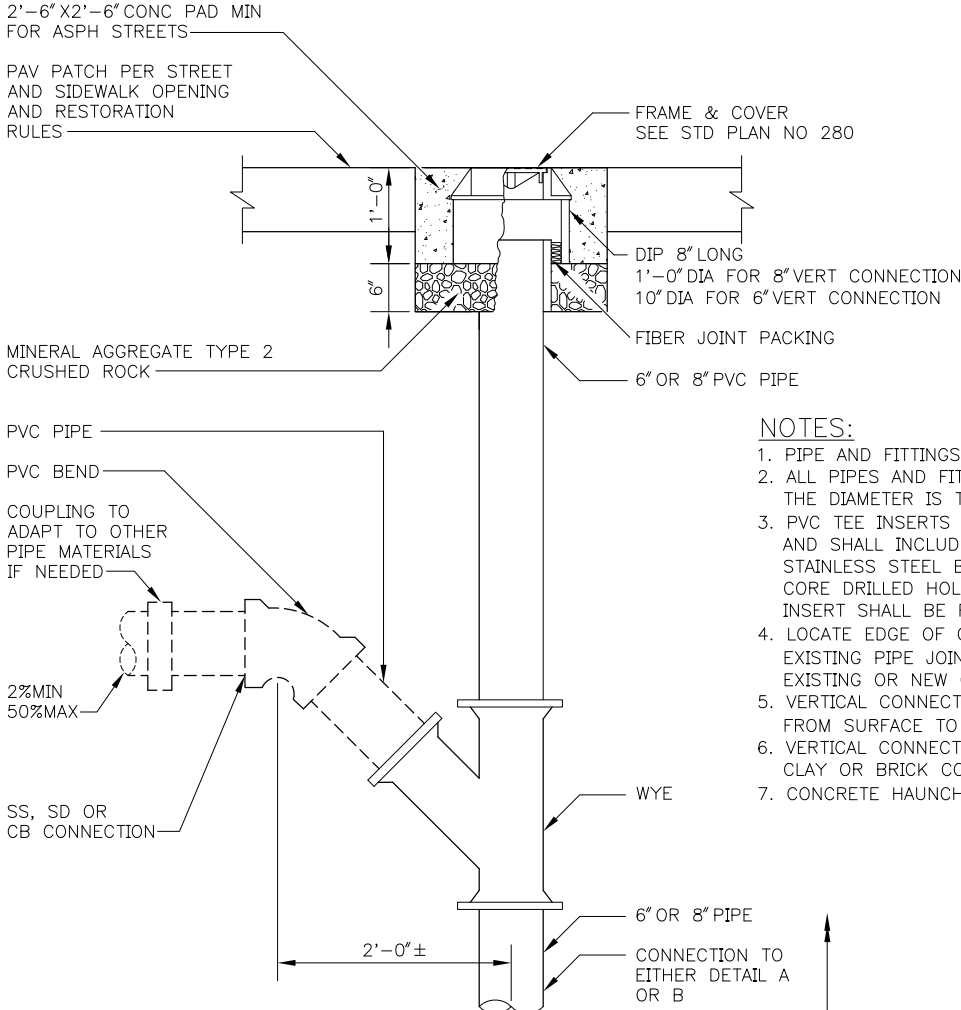 2'-6" X2'-6" CONC PAD MIN
FOR ASPH STREETS
PAV PATCH PER STREET
AND SIDEWALK OPENING
AND RESTORATION
RULES
FRAME & COVER
SEE STD PLAN NO 280
1'-0"
6"
DIP 8" LONG
1'-0" DIA FOR 8" VERT CONNECTION
10" DIA FOR 6" VERT CONNECTION
FIBER JOINT PACKING
6" OR 8" PVC PIPE
MINERAL AGGREGATE TYPE 2
CRUSHED ROCK
PVC PIPE
PVC BEND
COUPLING TO
ADAPT TO OTHER
PIPE MATERIALS
IF NEEDED
2%MIN
50%MAX
SS, SD OR
CB CONNECTION
2'-0"±
WYE
6" OR 8" PIPE
CONNECTION TO
EITHER DETAIL A
OR B
NOTES:
1. PIPE AND FITTINGS
2. ALL PIPES AND FIT
THE DIAMETER IS T
3. PVC TEE INSERTS
AND SHALL INCLUD
STAINLESS STEEL B
CORE DRILLED HOL
INSERT SHALL BE
4. LOCATE EDGE OF
EXISTING PIPE JOIN
EXISTING OR NEW
5. VERTICAL CONNECT
FROM SURFACE TO
6. VERTICAL CONNECT
CLAY OR BRICK CO
7. CONCRETE HAUNCH